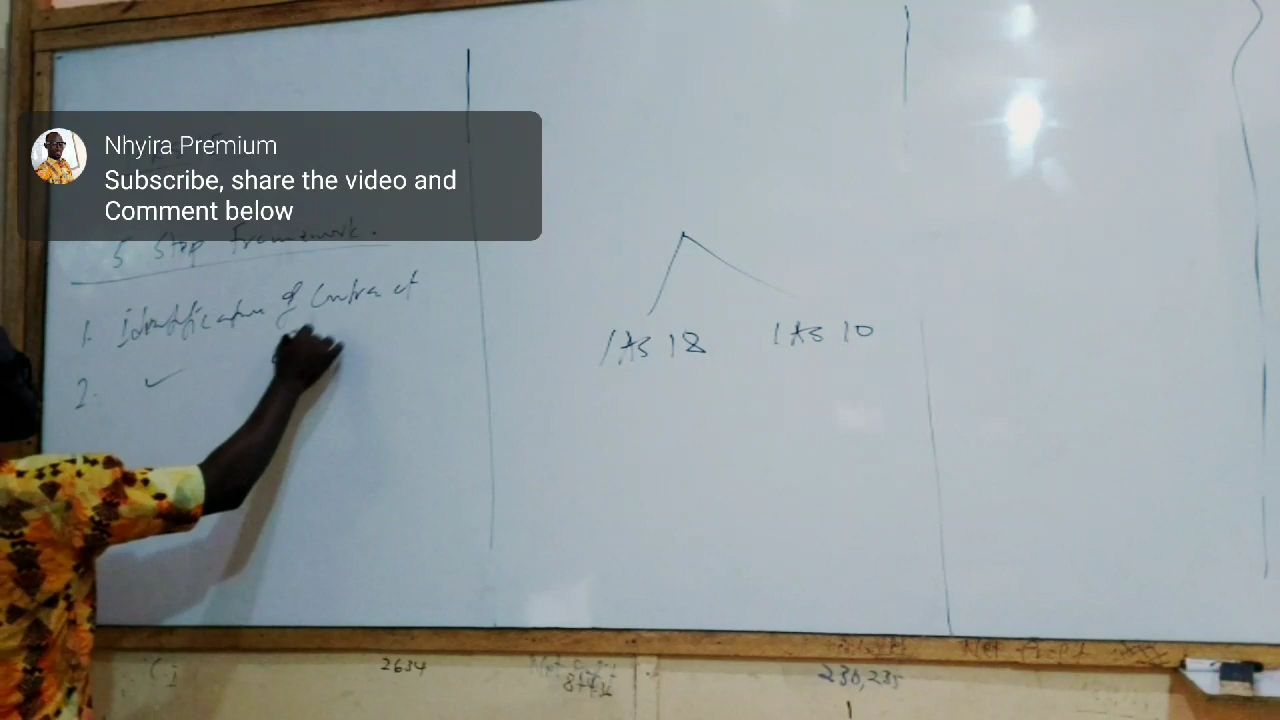 Nhyira Premium
Subscribe, share the video and
Comment below
5 Step Framework.
1. Identification of Contract
2. ✓
IAS 18 IAS 10
2634
230,235